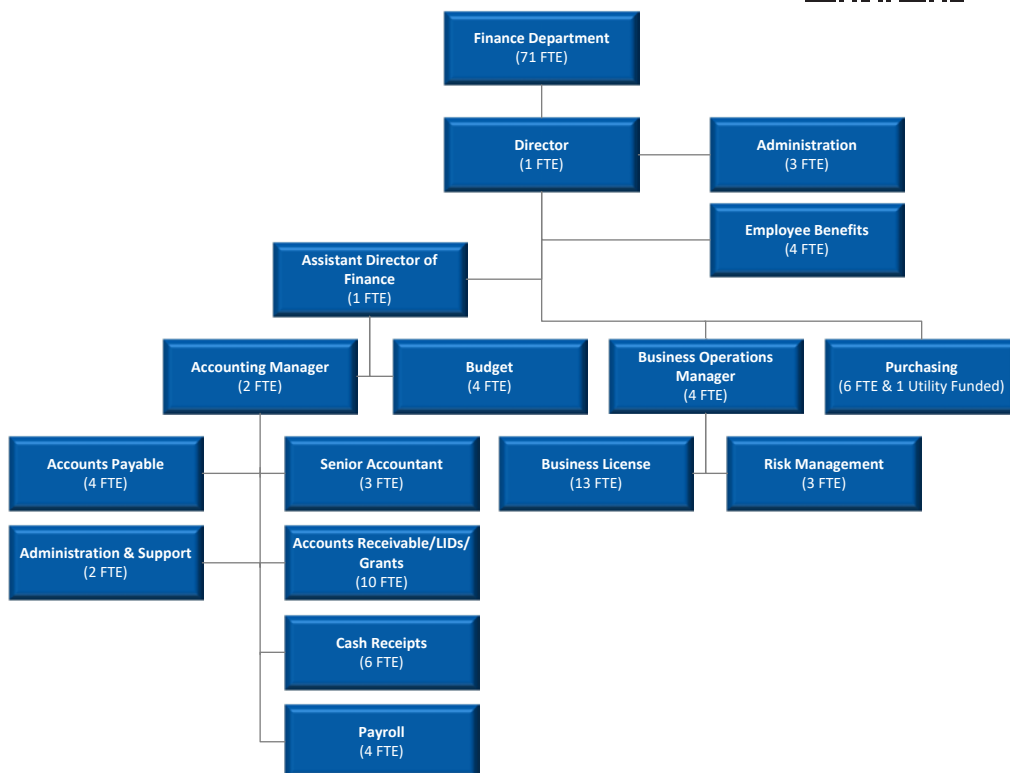 Finance Department
(71 FTE)
Director
(1 FTE)
Administration
(3 FTE)
Employee Benefits
(4 FTE)
Assistant Director of
Finance
(1 FTE)
Accounting Manager
(2 FTE)
Budget
(4 FTE)
Business Operations
Manager
(4 FTE)
Purchasing
(6 FTE & 1 Utility Funded)
Accounts Payable
(4 FTE)
Senior Accountant
(3 FTE)
Business License
(13 FTE)
Risk Management
(3 FTE)
Administration & Support
(2 FTE)
Accounts Receivable/LIDs/
Grants
(10 FTE)
Cash Receipts
(6 FTE)
Payroll
(4 FTE)